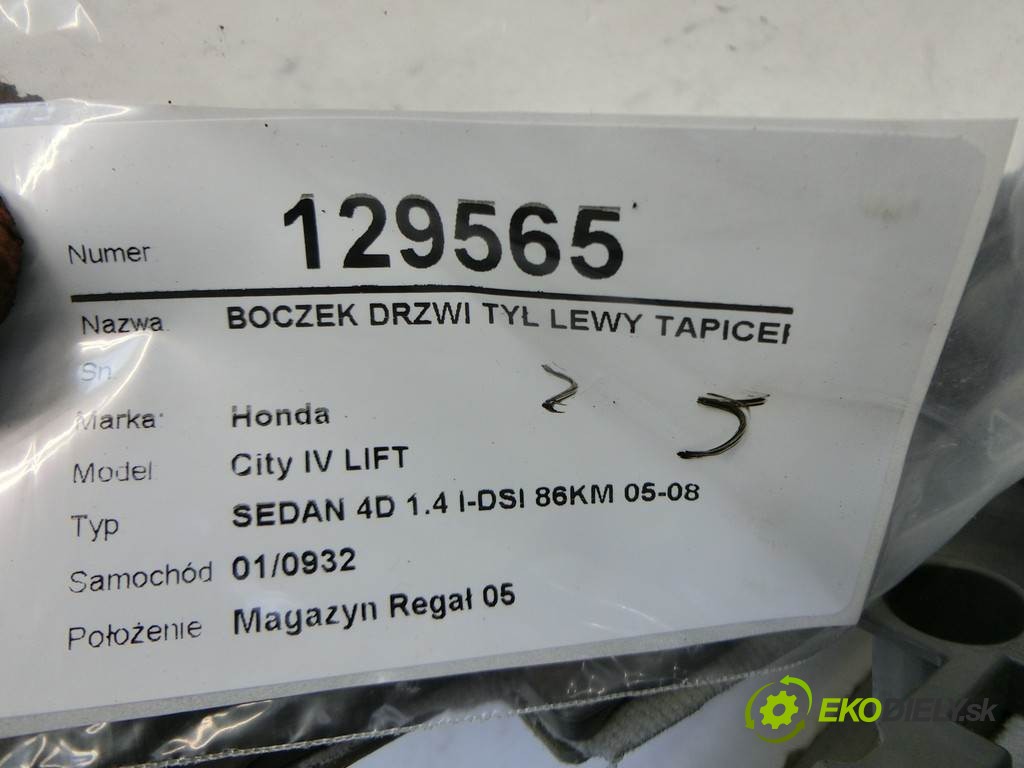 Numer 129565
Nazwa BOCZEK DRZWI TYŁ LEWY TAPICE
Sn.
Marka: Honda
Model City IV LIFT
Typ SEDAN 4D 1.4 I-DSI 86KM 05-08
Samochód 01/0932
Położenie Magazyn Regał 05
EKODIELY.sk